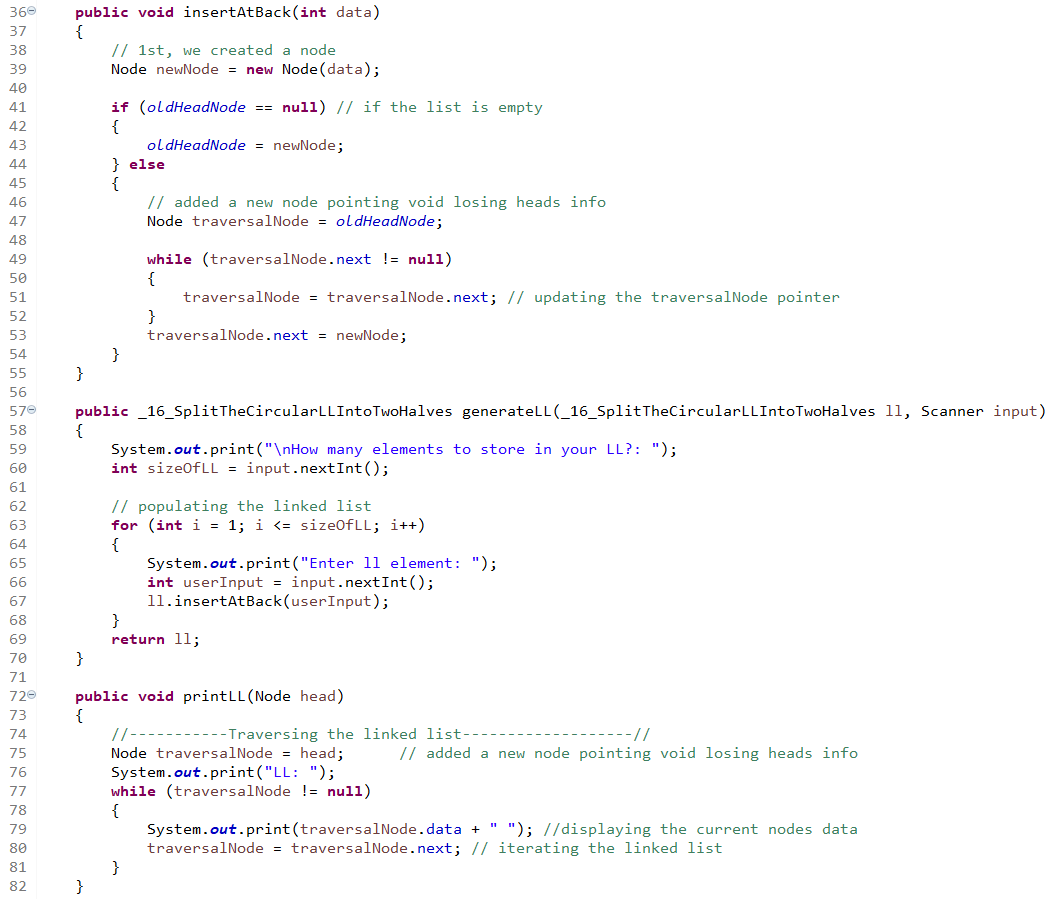 36 public void insertAtBack(int data)
37 {
38 // 1st, we created a node
39 Node newNode = new Node(data);
40
41 if (oldHeadNode == null) // if the list is empty
42 {
43 oldHeadNode = newNode;
44 } else
45 {
46 // added a new node pointing void losing heads info
47 Node traversalNode = oldHeadNode;
48
49 while (traversalNode.next != null)
50 {
51 traversalNode = traversalNode.next; // updating the traversalNode pointer
52 }
53 traversalNode.next = newNode;
54 }
55 }
56
57 public _16_SplitTheCircularLLIntoTwoHalves generateLL(_16_SplitTheCircularLLIntoTwoHalves ll, Scanner input)
58 {
59 System.out.print("\nHow many elements to store in your LL?: ");
60 int sizeOfLL = input.nextInt();
61
62 // populating the linked list
63 for (int i = 1; i <= sizeOfLL; i++)
64 {
65 System.out.print("Enter ll element: ");
66 int userInput = input.nextInt();
67 ll.insertAtBack(userInput);
68 }
69 return ll;
70 }
71
72 public void printLL(Node head)
73 {
74 //-----------Traversing the linked list-------------------//
75 Node traversalNode = head; // added a new node pointing void losing heads info
76 System.out.print("LL: ");
77 while (traversalNode != null)
78 {
79 System.out.print(traversalNode.data + " "); //displaying the current nodes data
80 traversalNode = traversalNode.next; // iterating the linked list
81 }
82 }